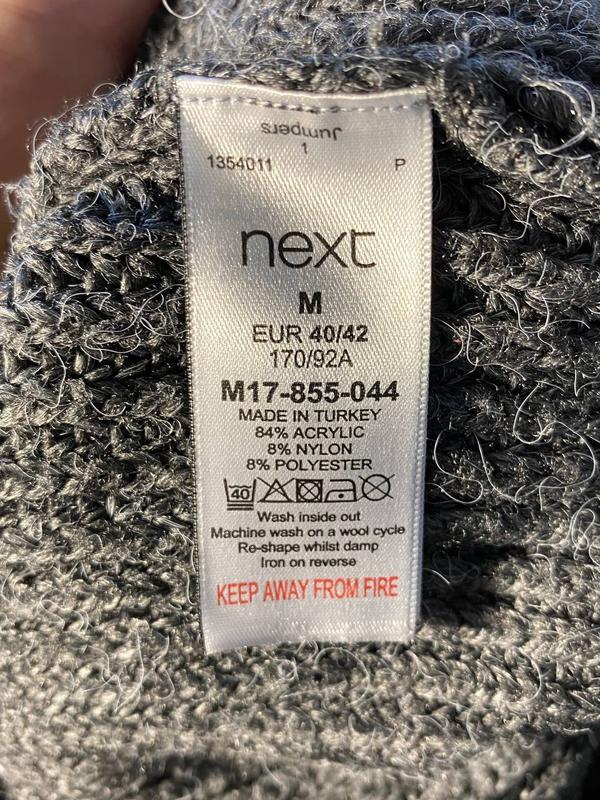 Jumpers
1
1354011 P
next
M
EUR 40/42
170/92A
M17-855-044
MADE IN TURKEY
84% ACRYLIC
8% NYLON
8% POLYESTER
40
Wash inside out
Machine wash on a wool cycle
Re-shape whilst damp
Iron on reverse
KEEP AWAY FROM FIRE